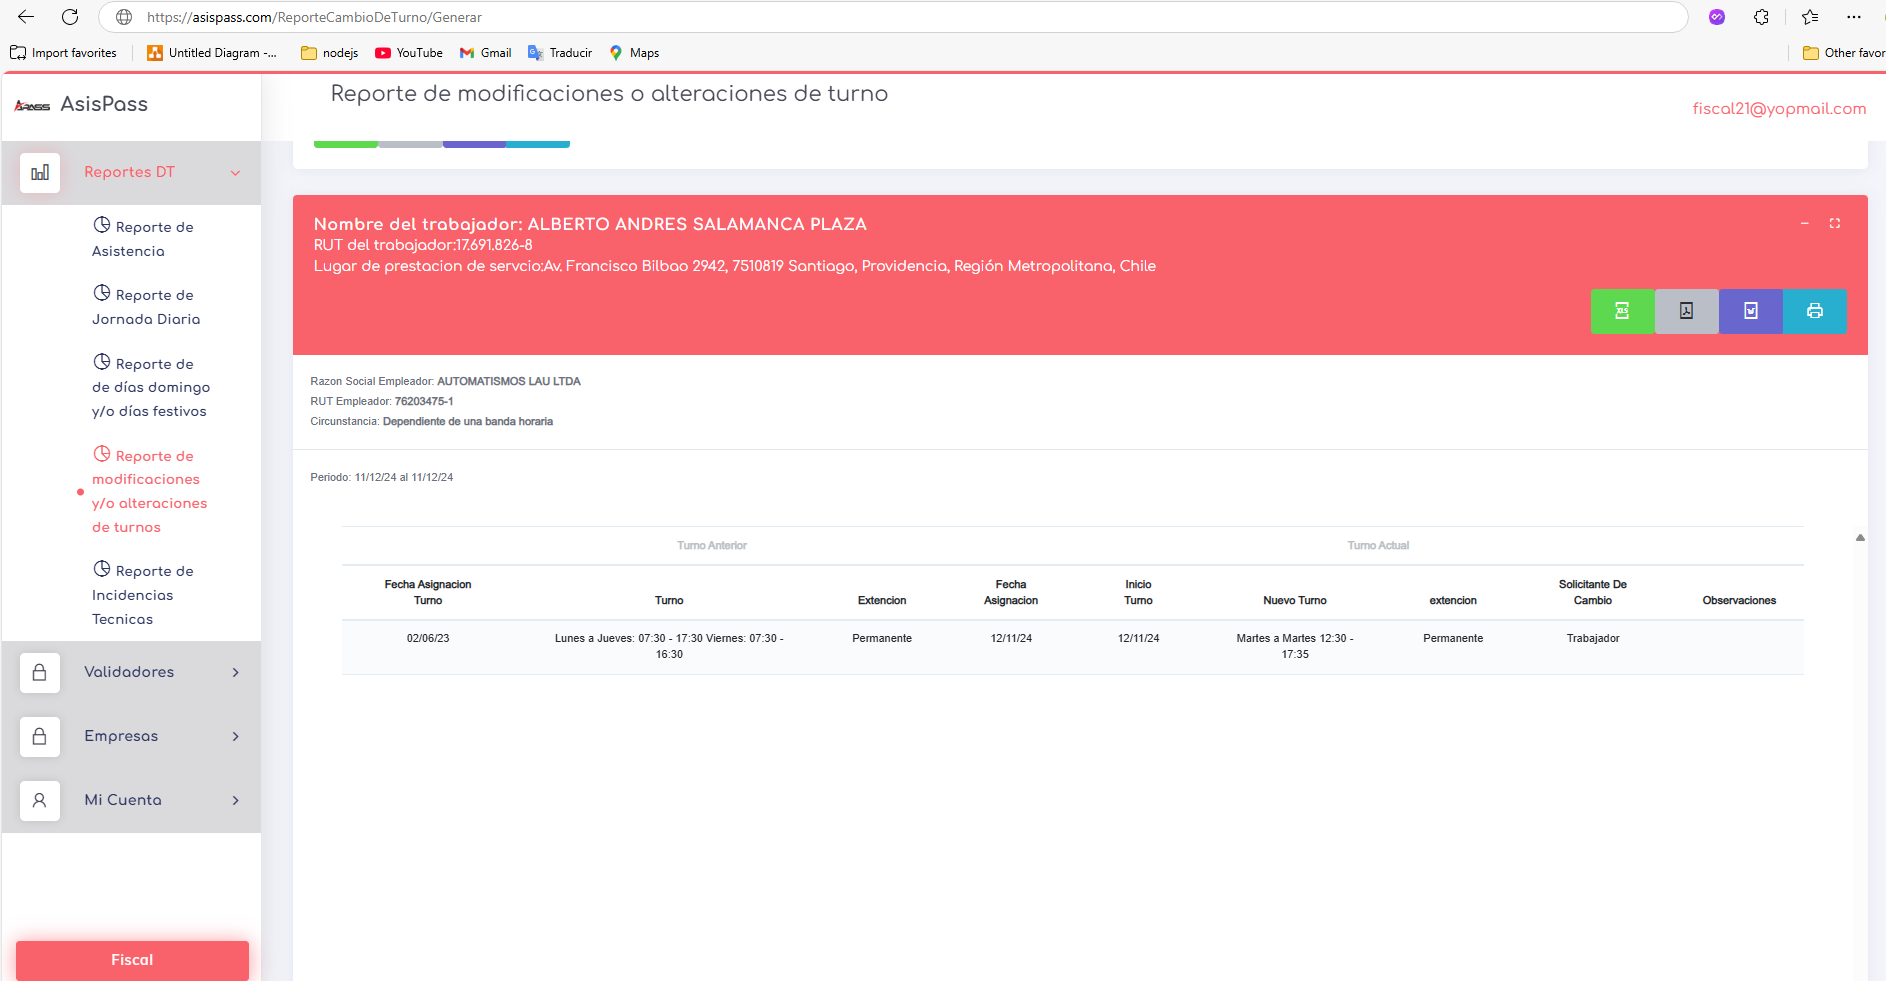 https://asispass.com/ReporteCambioDeTurno/Generar
Import favorites
Untitled Diagram -...
nodejs
YouTube
Gmail
Traducir
Maps
Other favor
APASS AsisPass
Reporte de modificaciones o alteraciones de turno
fiscal21@yopmail.com
Reportes DT
Reporte de
Asistencia
Reporte de
Jornada Diaria
Reporte de
de días domingo
y/o días festivos
Reporte de
modificaciones
y/o alteraciones
de turnos
Reporte de
Incidencias
Tecnicas
Validadores
Empresas
Mi Cuenta
Fiscal
Nombre del trabajador: ALBERTO ANDRES SALAMANCA PLAZA
RUT del trabajador:17.691.826-8
Lugar de prestacion de servcio:Av. Francisco Bilbao 2942, 7510819 Santiago, Providencia, Región Metropolitana, Chile
XLS
Razon Social Empleador: AUTOMATISMOS LAU LTDA
RUT Empleador: 76203475-1
Circunstancia: Dependiente de una banda horaria
Periodo: 11/12/24 al 11/12/24
Turno Anterior
Turno Actual
Fecha Asignacion
Turno
Turno
Extencion
Fecha
Asignacion
Inicio
Turno
Nuevo Turno
extencion
Solicitante De
Cambio
Observaciones
02/06/23
Lunes a Jueves: 07:30 - 17:30 Viernes: 07:30 -
16:30
Permanente
12/11/24
12/11/24
Martes a Martes 12:30 -
17:35
Permanente
Trabajador